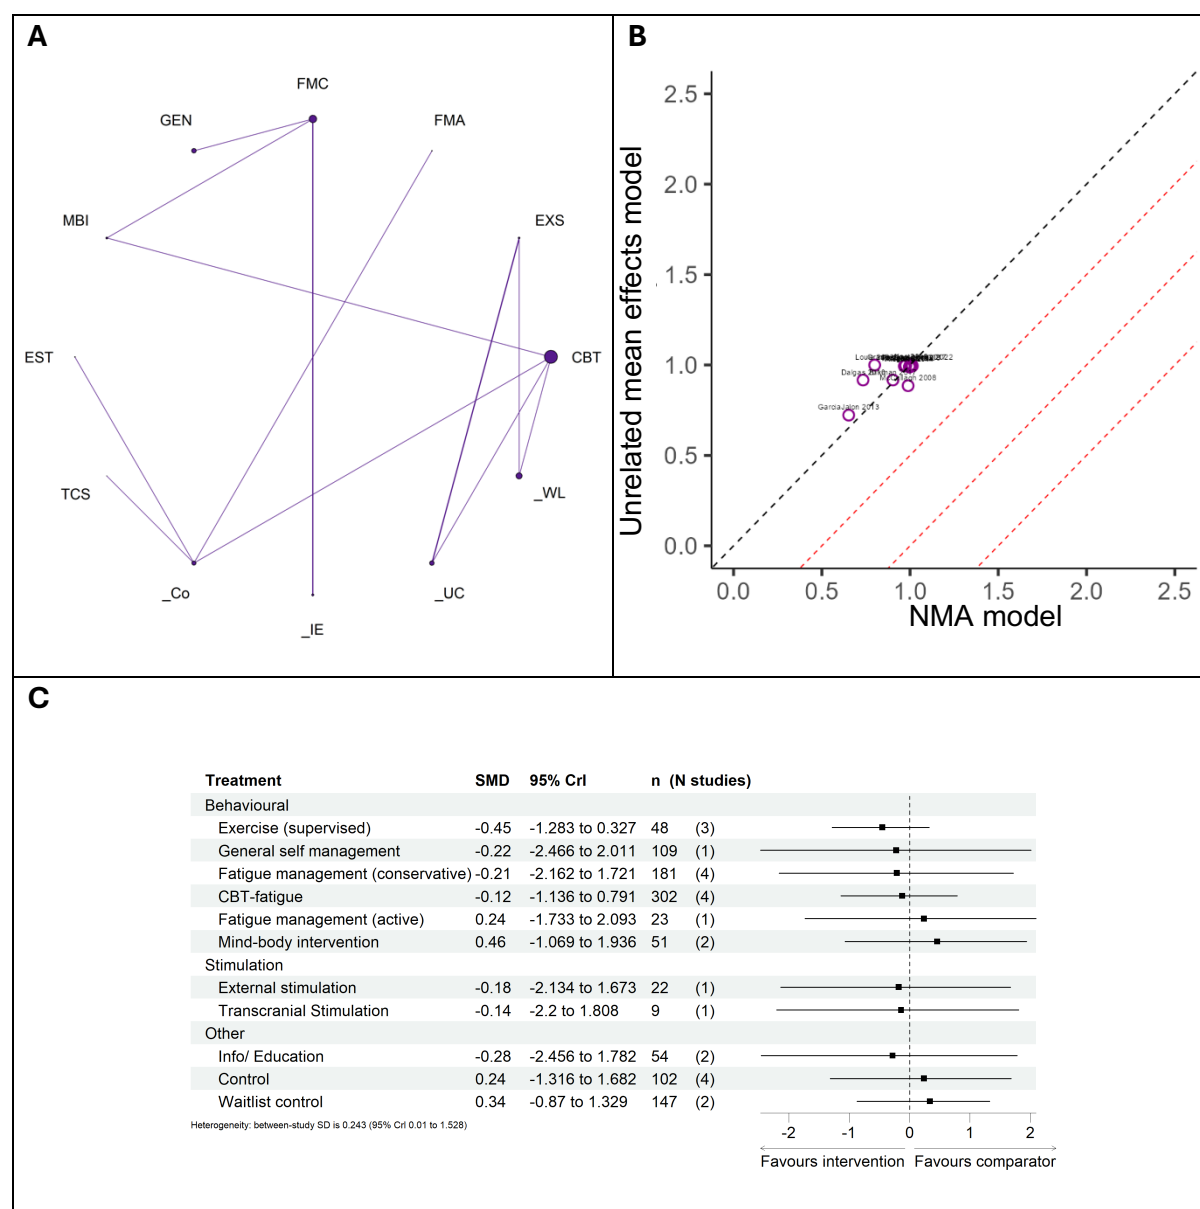 A
FMC
GEN
FMA
MBI
EXS
EST
CBT
TCS
_WL
_Co
_UC
_IE
B
Unrelated mean effects model
2.5
2.0
1.5
1.0
0.5
0.0
GarciaJalon 2013
0.0 0.5 1.0 1.5 2.0 2.5
NMA model
C
Treatment SMD 95% CrI n (N studies)
Behavioural
Exercise (supervised) -0.45 -1.283 to 0.327 48 (3)
General self management -0.22 -2.466 to 2.011 109 (1)
Fatigue management (conservative) -0.21 -2.162 to 1.721 181 (4)
CBT-fatigue -0.12 -1.136 to 0.791 302 (4)
Fatigue management (active) 0.24 -1.733 to 2.093 23 (1)
Mind-body intervention 0.46 -1.069 to 1.936 51 (2)
Stimulation
External stimulation -0.18 -2.134 to 1.673 22 (1)
Transcranial Stimulation -0.14 -2.2 to 1.808 9 (1)
Other
Info/ Education -0.28 -2.456 to 1.782 54 (2)
Control 0.24 -1.316 to 1.682 102 (4)
Waitlist control 0.34 -0.87 to 1.329 147 (2)
Heterogeneity: between-study SD is 0.243 (95% CrI 0.01 to 1.528)
-2 -1 0 1 2
Favours intervention Favours comparator